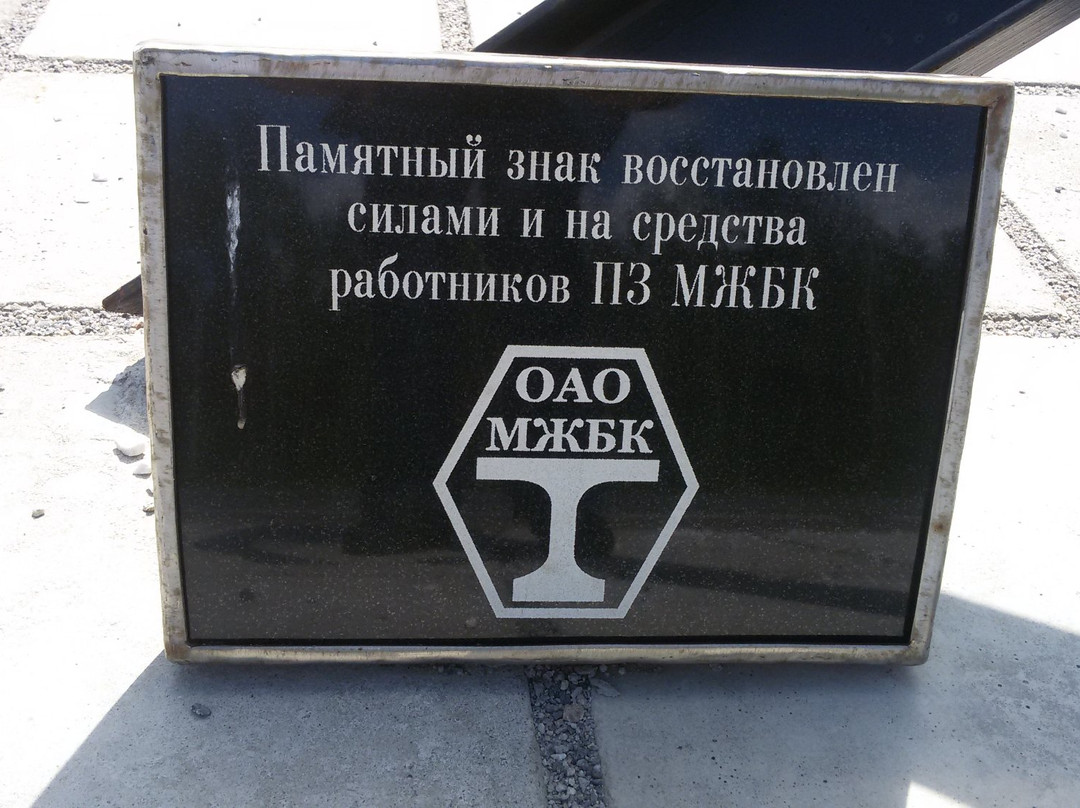 Памятный знак восстановлен
силами и на средства
работников ПЗ МЖБК
ОАО
МЖБК